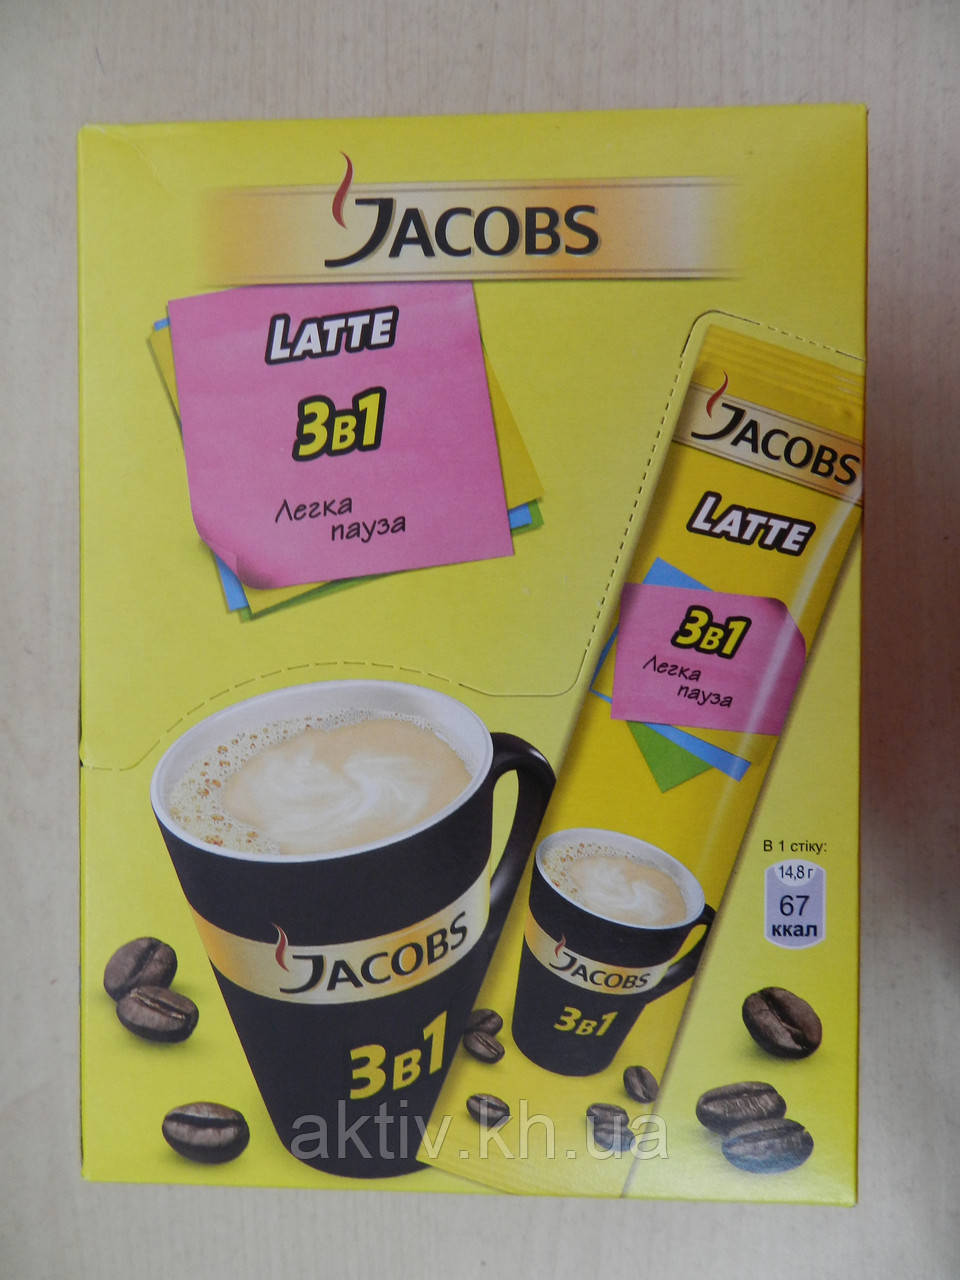 JACOBS
LATTE
3в1
Легка
пауза
JACOBS
LATTE
3в1
Легка
пауза
В 1 стіку:
14,8 г
67
ккал
JACOBS
3в1
JACOBS
3в1
aktiv.kh.ua